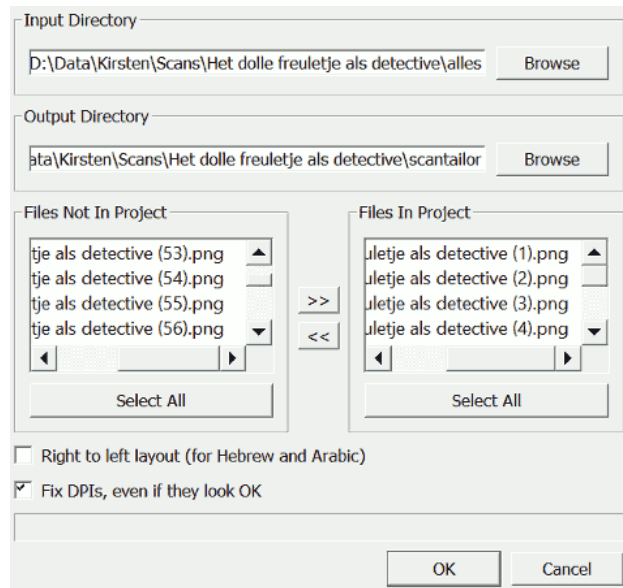 Input Directory
D:\Data\Kirsten\Scans\Het dolle freuletje als detective\alles
Browse
Output Directory
ata\Kirsten\Scans\Het dolle freuletje als detective\scantailor
Browse
Files Not In Project
tje als detective (53).png
tje als detective (54).png
tje als detective (55).png
tje als detective (56).png
Select All
>>
<<
Files In Project
uletje als detective (1).png
uletje als detective (2).png
uletje als detective (3).png
uletje als detective (4).png
Select All
Right to left layout (for Hebrew and Arabic)
Fix DPIs, even if they look OK
OK
Cancel